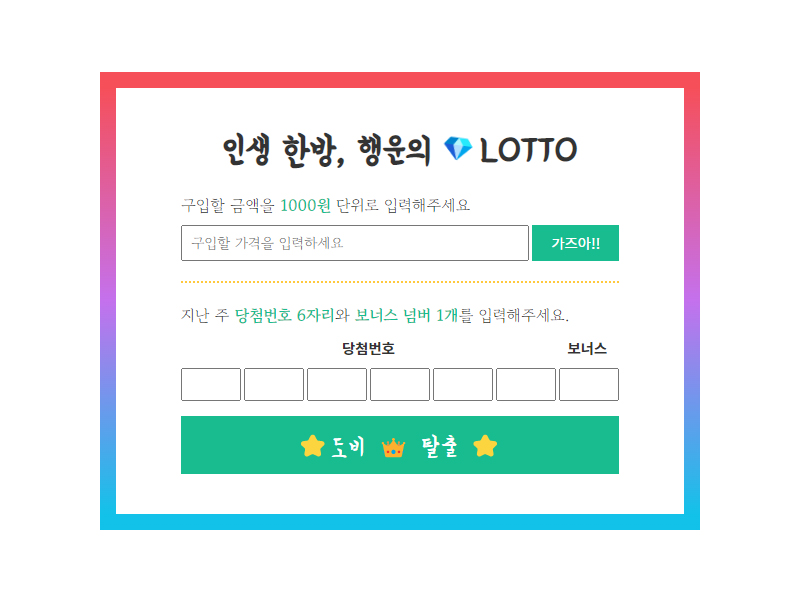 인생 한방, 행운의 💎 LOTTO
구입할 금액을 1000원 단위로 입력해주세요
구입할 가격을 입력하세요 가즈아!!
지난 주 당첨번호 6자리와 보너스 넘버 1개를 입력해주세요.
당첨번호 보너스
⭐ 도비 👑 탈출 ⭐